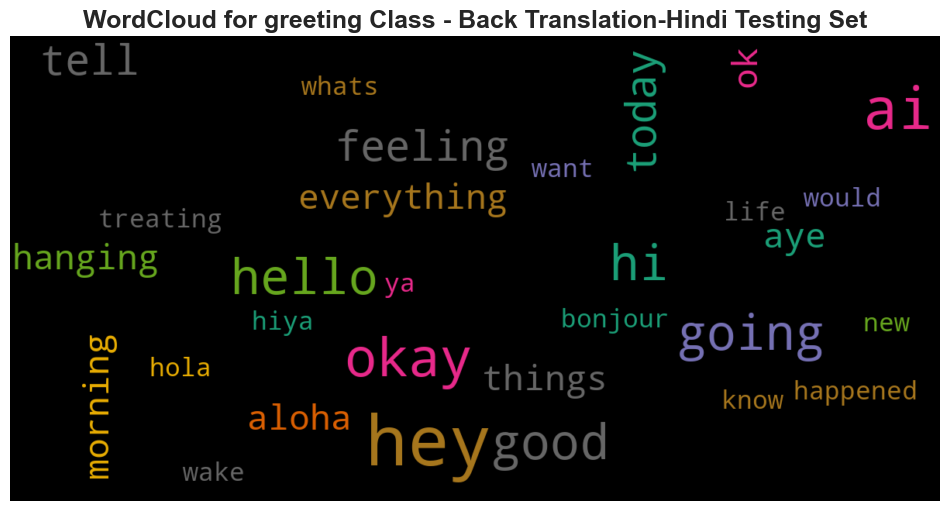 WordCloud for greeting Class - Back Translation-Hindi Testing Set
tell
whats
today
ok
ai
feeling
want
everything
would
life
treating
aye
hanging
hi
hello
ya
hiya
bonjour
new
going
okay
hola
things
morning
know
happened
aloha
hey
good
wake